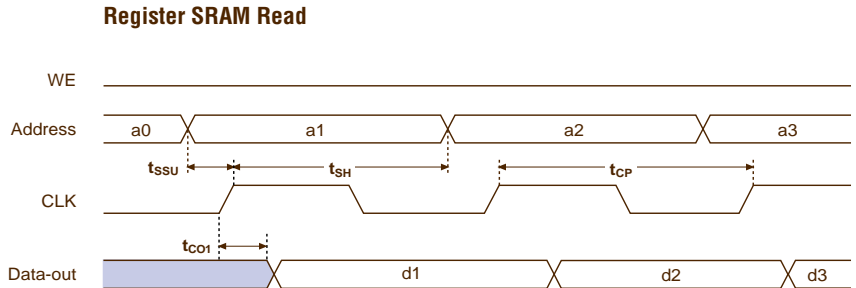 Register SRAM Read
WE
Address a0 a1 a2 a3
tSSU tSH tCP
CLK
tCO1
Data-out d1 d2 d3